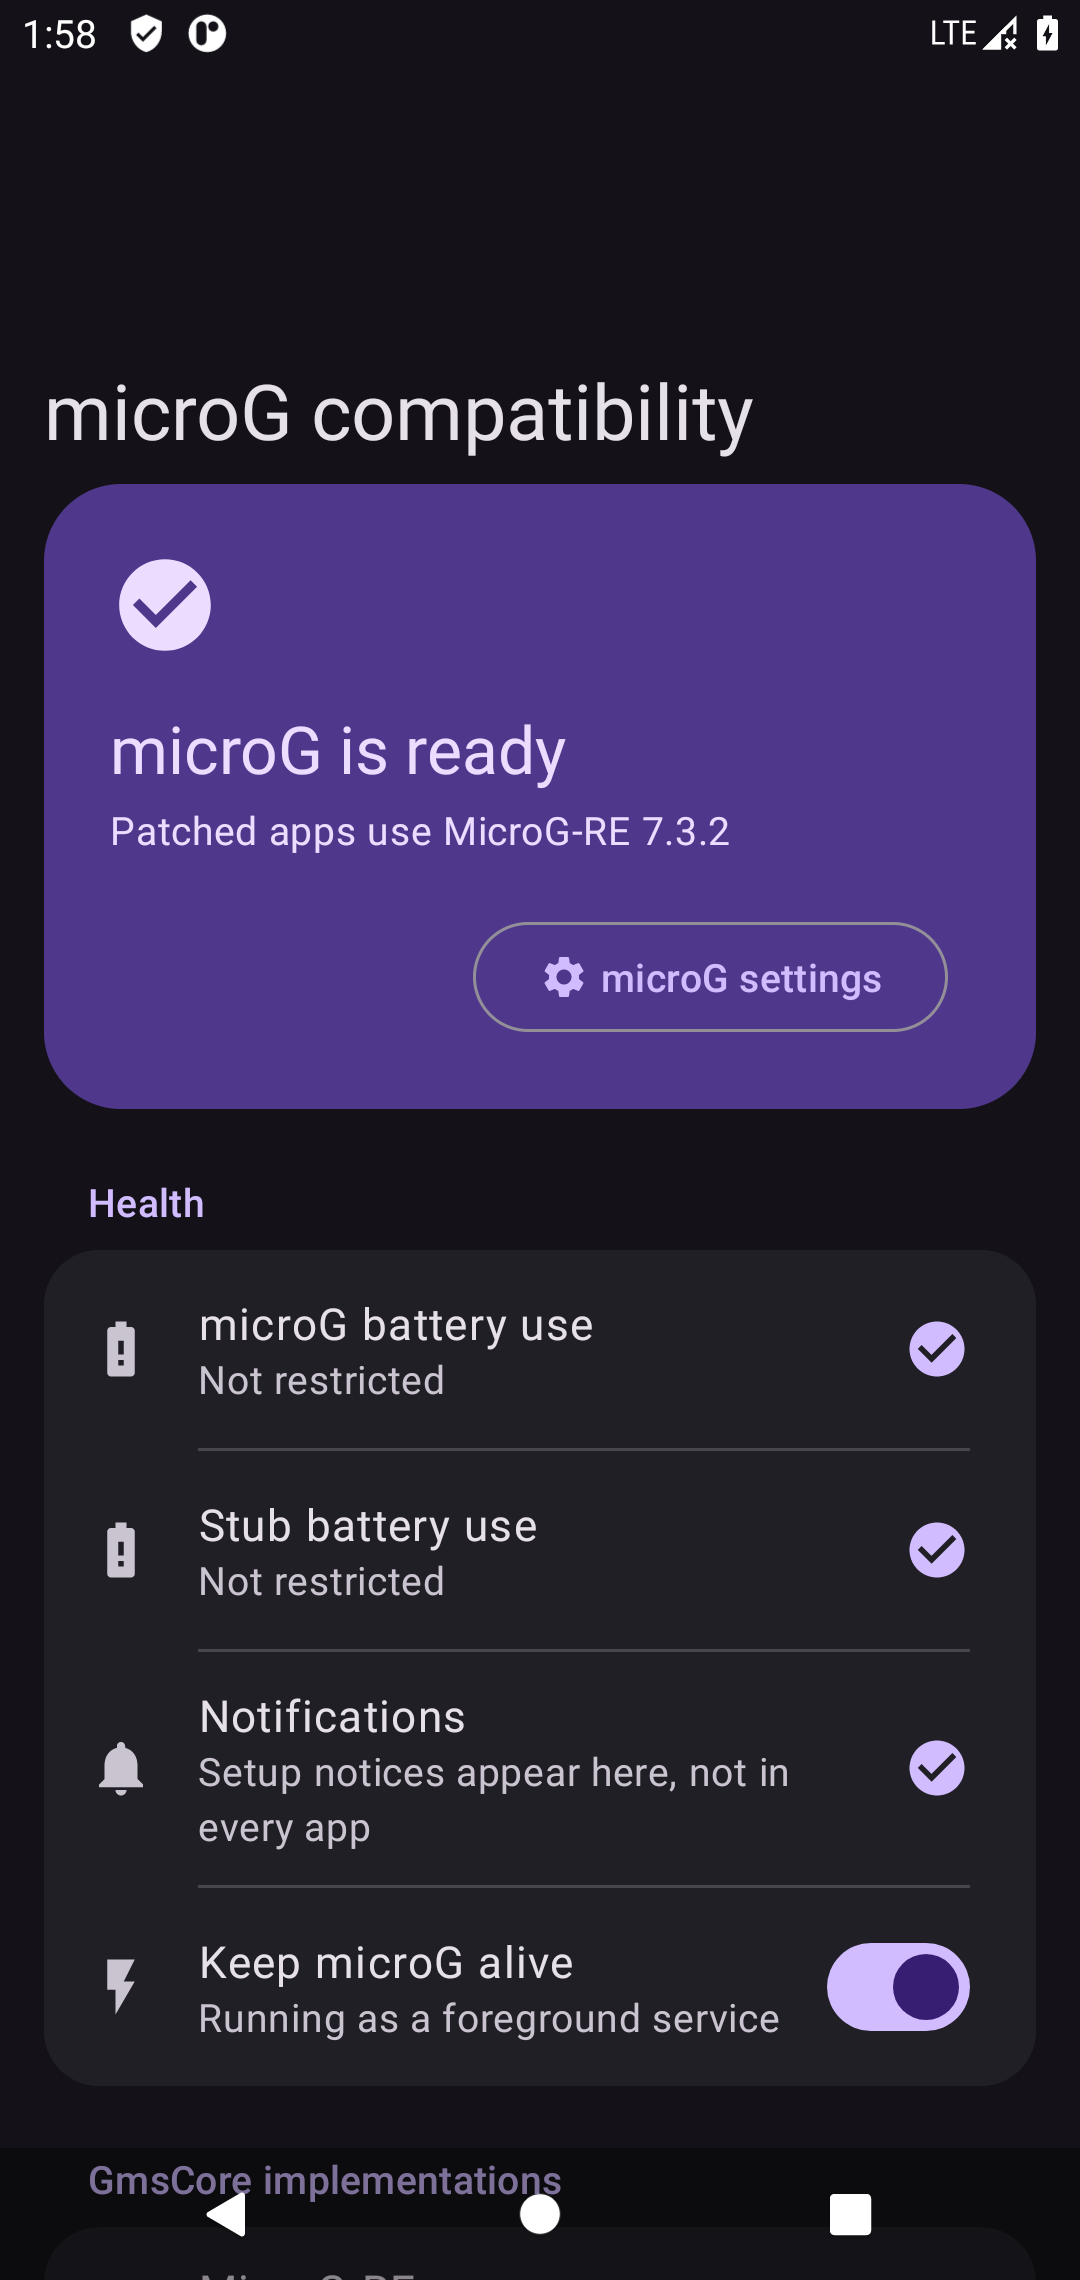 1:58
LTE
microG compatibility
microG is ready
Patched apps use MicroG-RE 7.3.2
microG settings
Health
microG battery use
Not restricted
Stub battery use
Not restricted
Notifications
Setup notices appear here, not in
every app
Keep microG alive
Running as a foreground service
GmsCore implementations